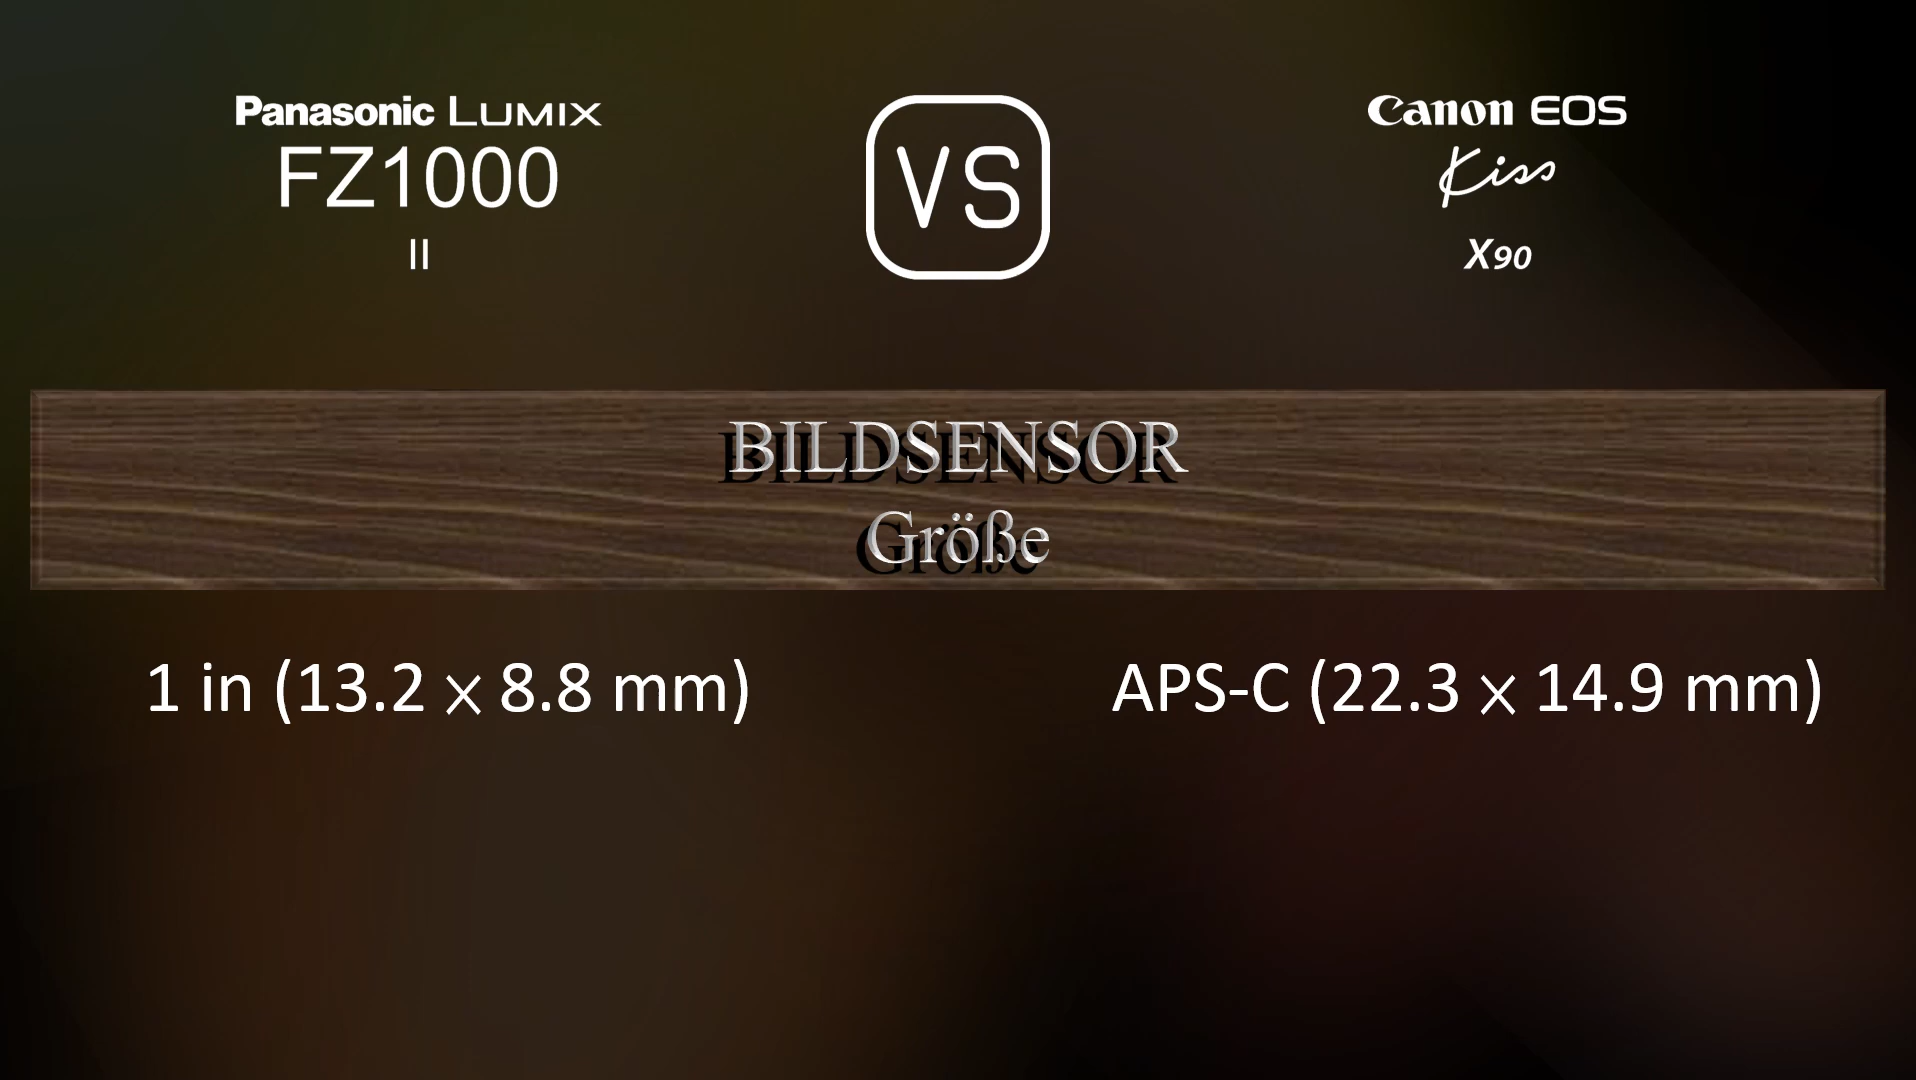 Panasonic LUMIX
FZ1000
II
VS
Canon EOS
Kiss
X90
BILDSENSOR
Größe
1 in (13.2 x 8.8 mm)
APS-C (22.3 x 14.9 mm)